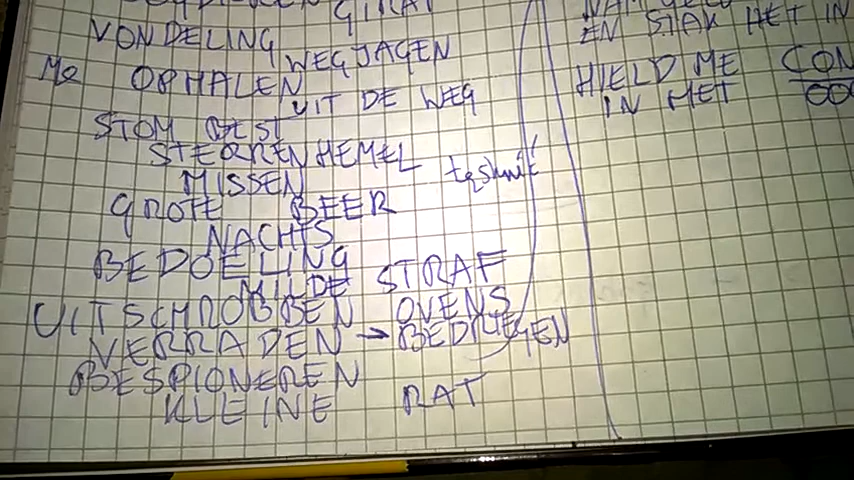 VONDELING
WEGJAGEN
Me OPHALEN
UIT DE WEG
STOM BEEST
STERRENHEMEL
MISSEN
GROTE BEER
NACHTS
BEDOELING
MILDE STRAF
UITSCHROBBEN OVENS
VERRADEN → BEDRIEGEN
BESPIONEREN
KLEINE RAT
EN STAK HET IN
HIELD ME
IN MET